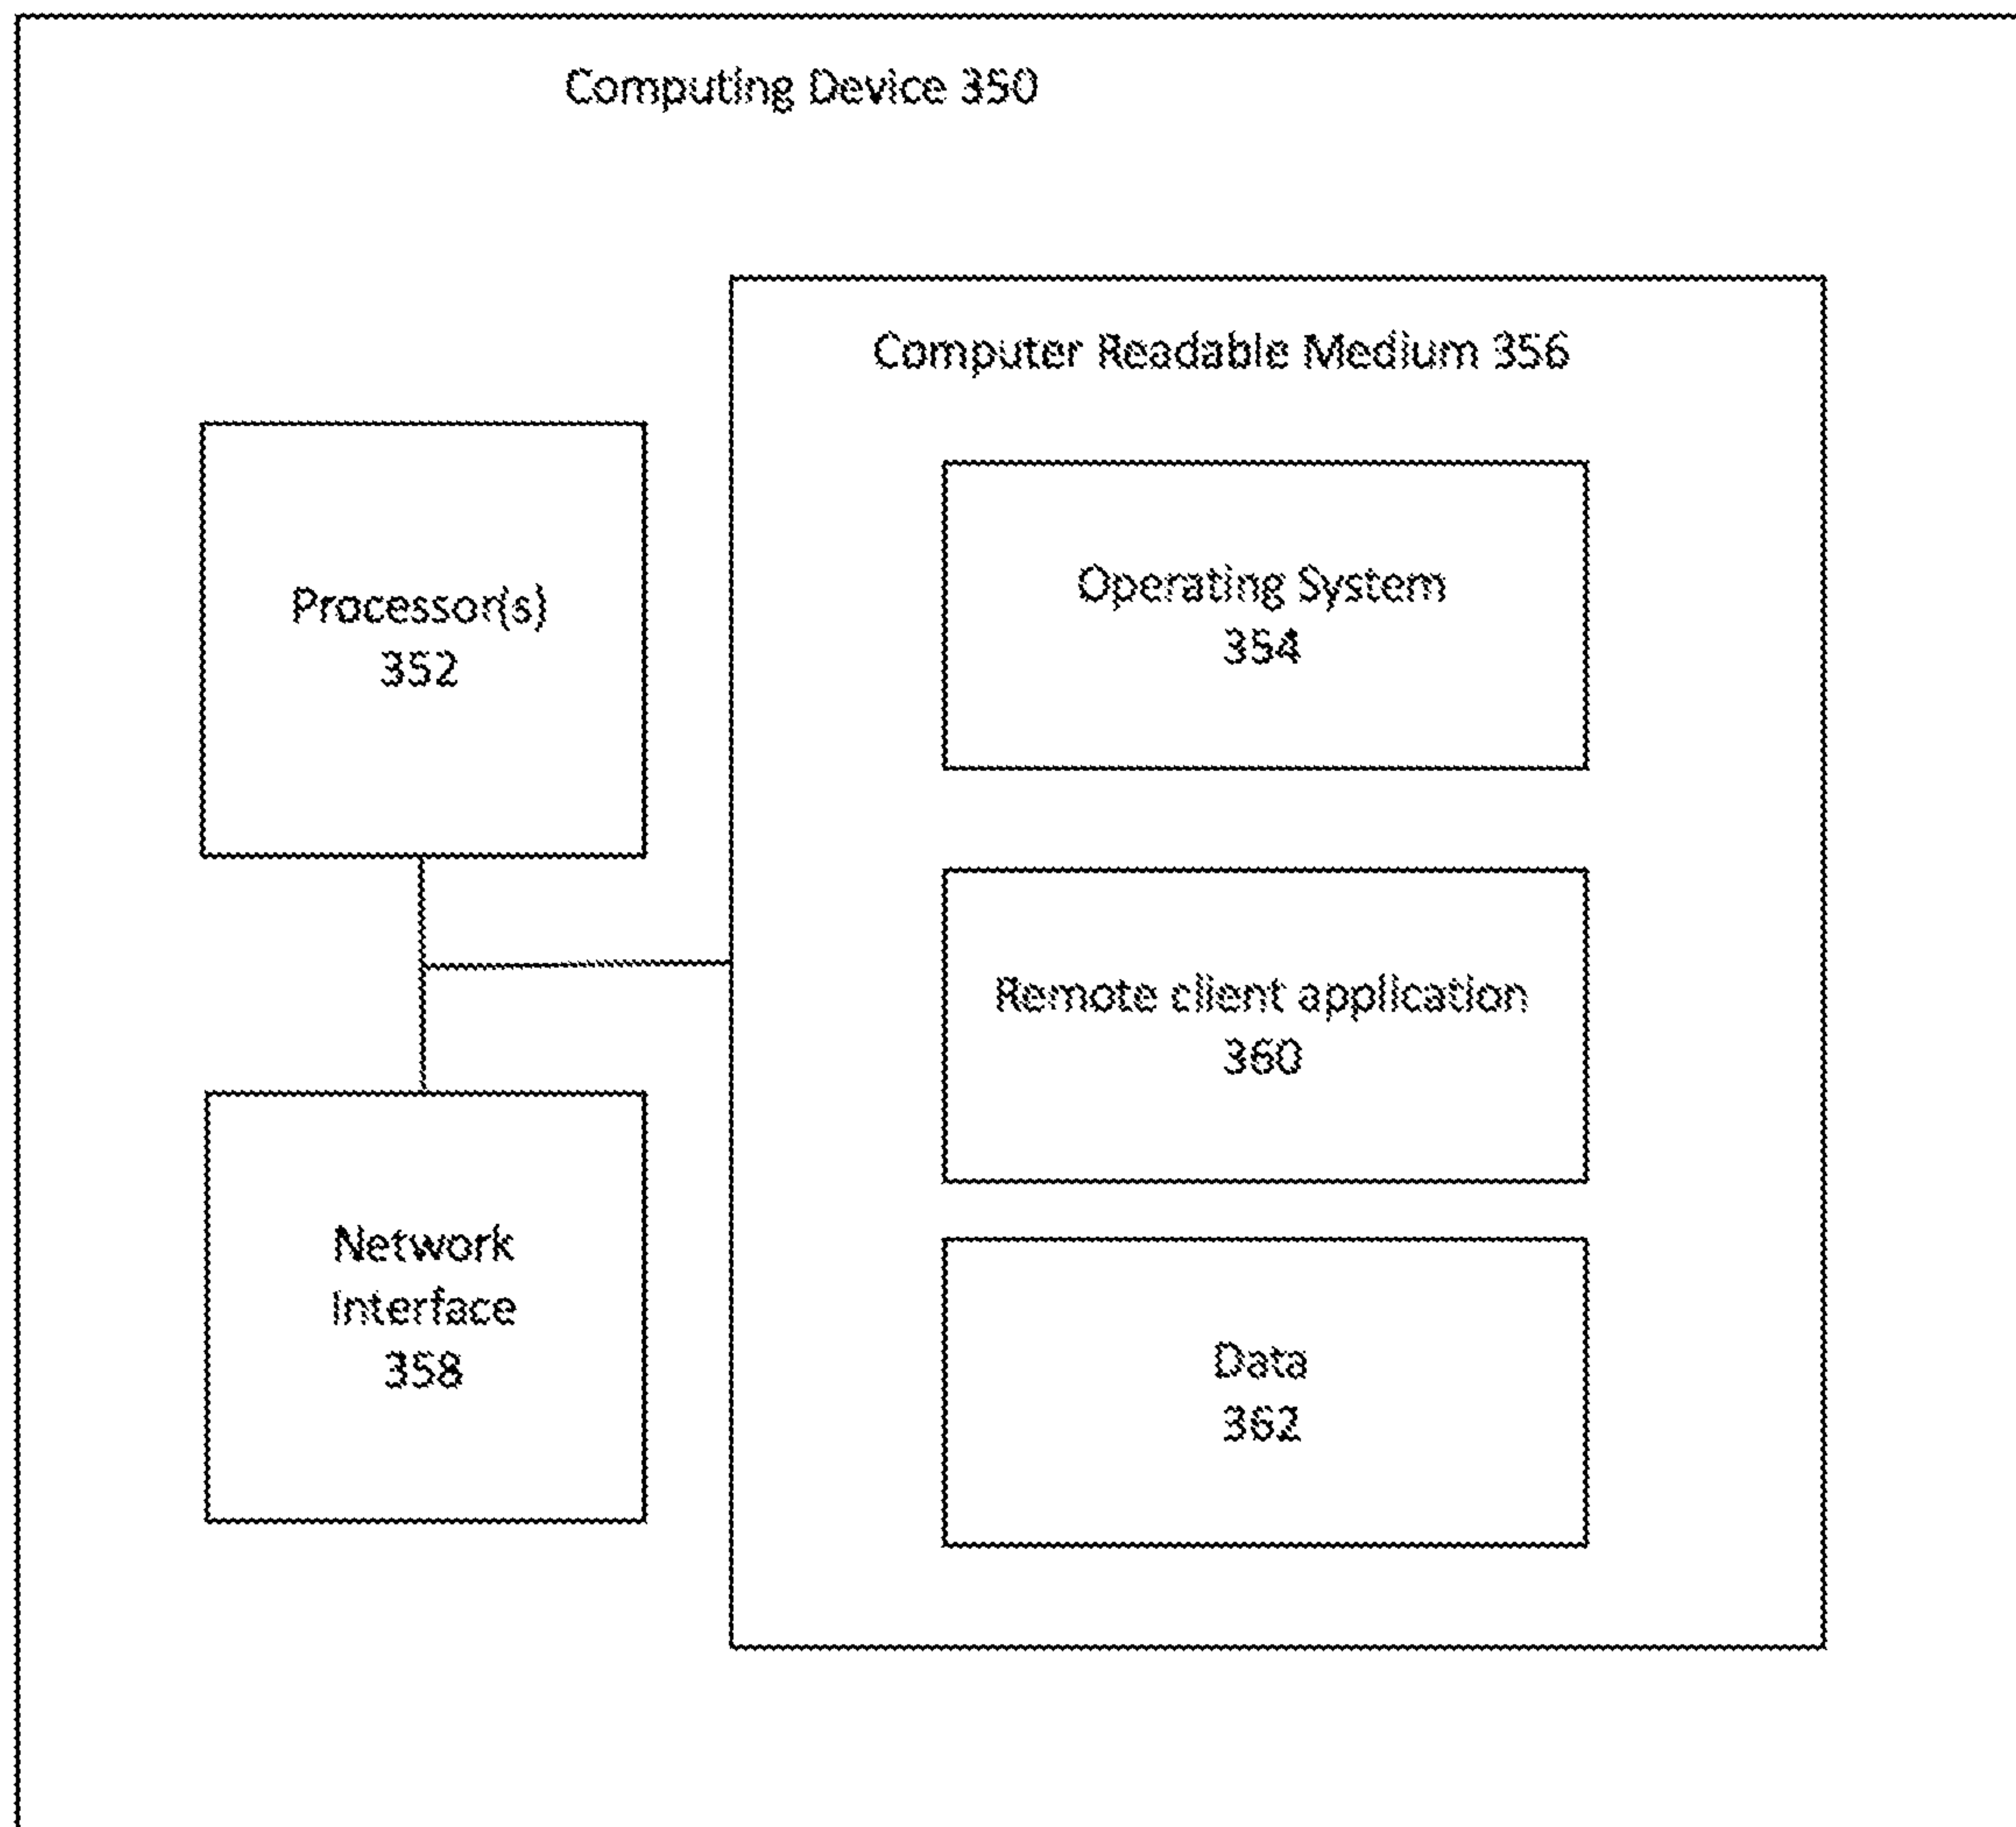 Computing Device 350
Computer Readable Medium 356
Processor(s)
352
Operating System
354
Remote client application
360
Network
Interface
358
Data
362